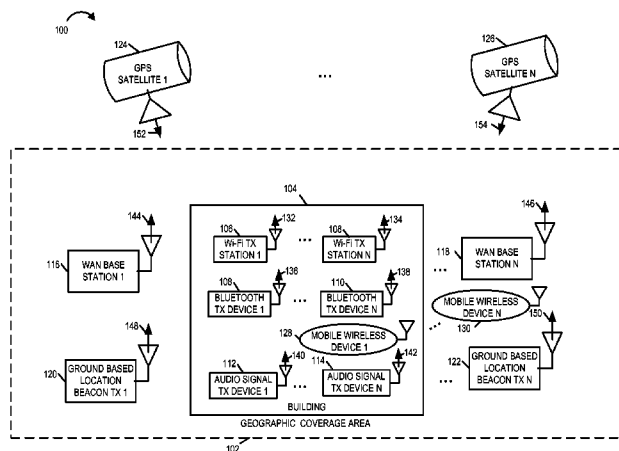 100
124
GPS
SATELLITE 1
152
...
126
GPS
SATELLITE N
154
104
144
116
WAN BASE
STATION 1
106
132
Wi-Fi TX
STATION 1
...
108
134
Wi-Fi TX
STATION N
146
118
...
WAN BASE
STATION N
108
136
BLUETOOTH
TX DEVICE 1
...
110
138
BLUETOOTH
TX DEVICE N
128
MOBILE WIRELESS
DEVICE 1
...
MOBILE WIRELESS
DEVICE N
130
150
148
120
GROUND BASED
LOCATION
BEACON TX 1
112
140
AUDIO SIGNAL
TX DEVICE 1
...
114
142
AUDIO SIGNAL
TX DEVICE N
...
122
GROUND BASED
LOCATION
BEACON TX N
BUILDING
GEOGRAPHIC COVERAGE AREA
102